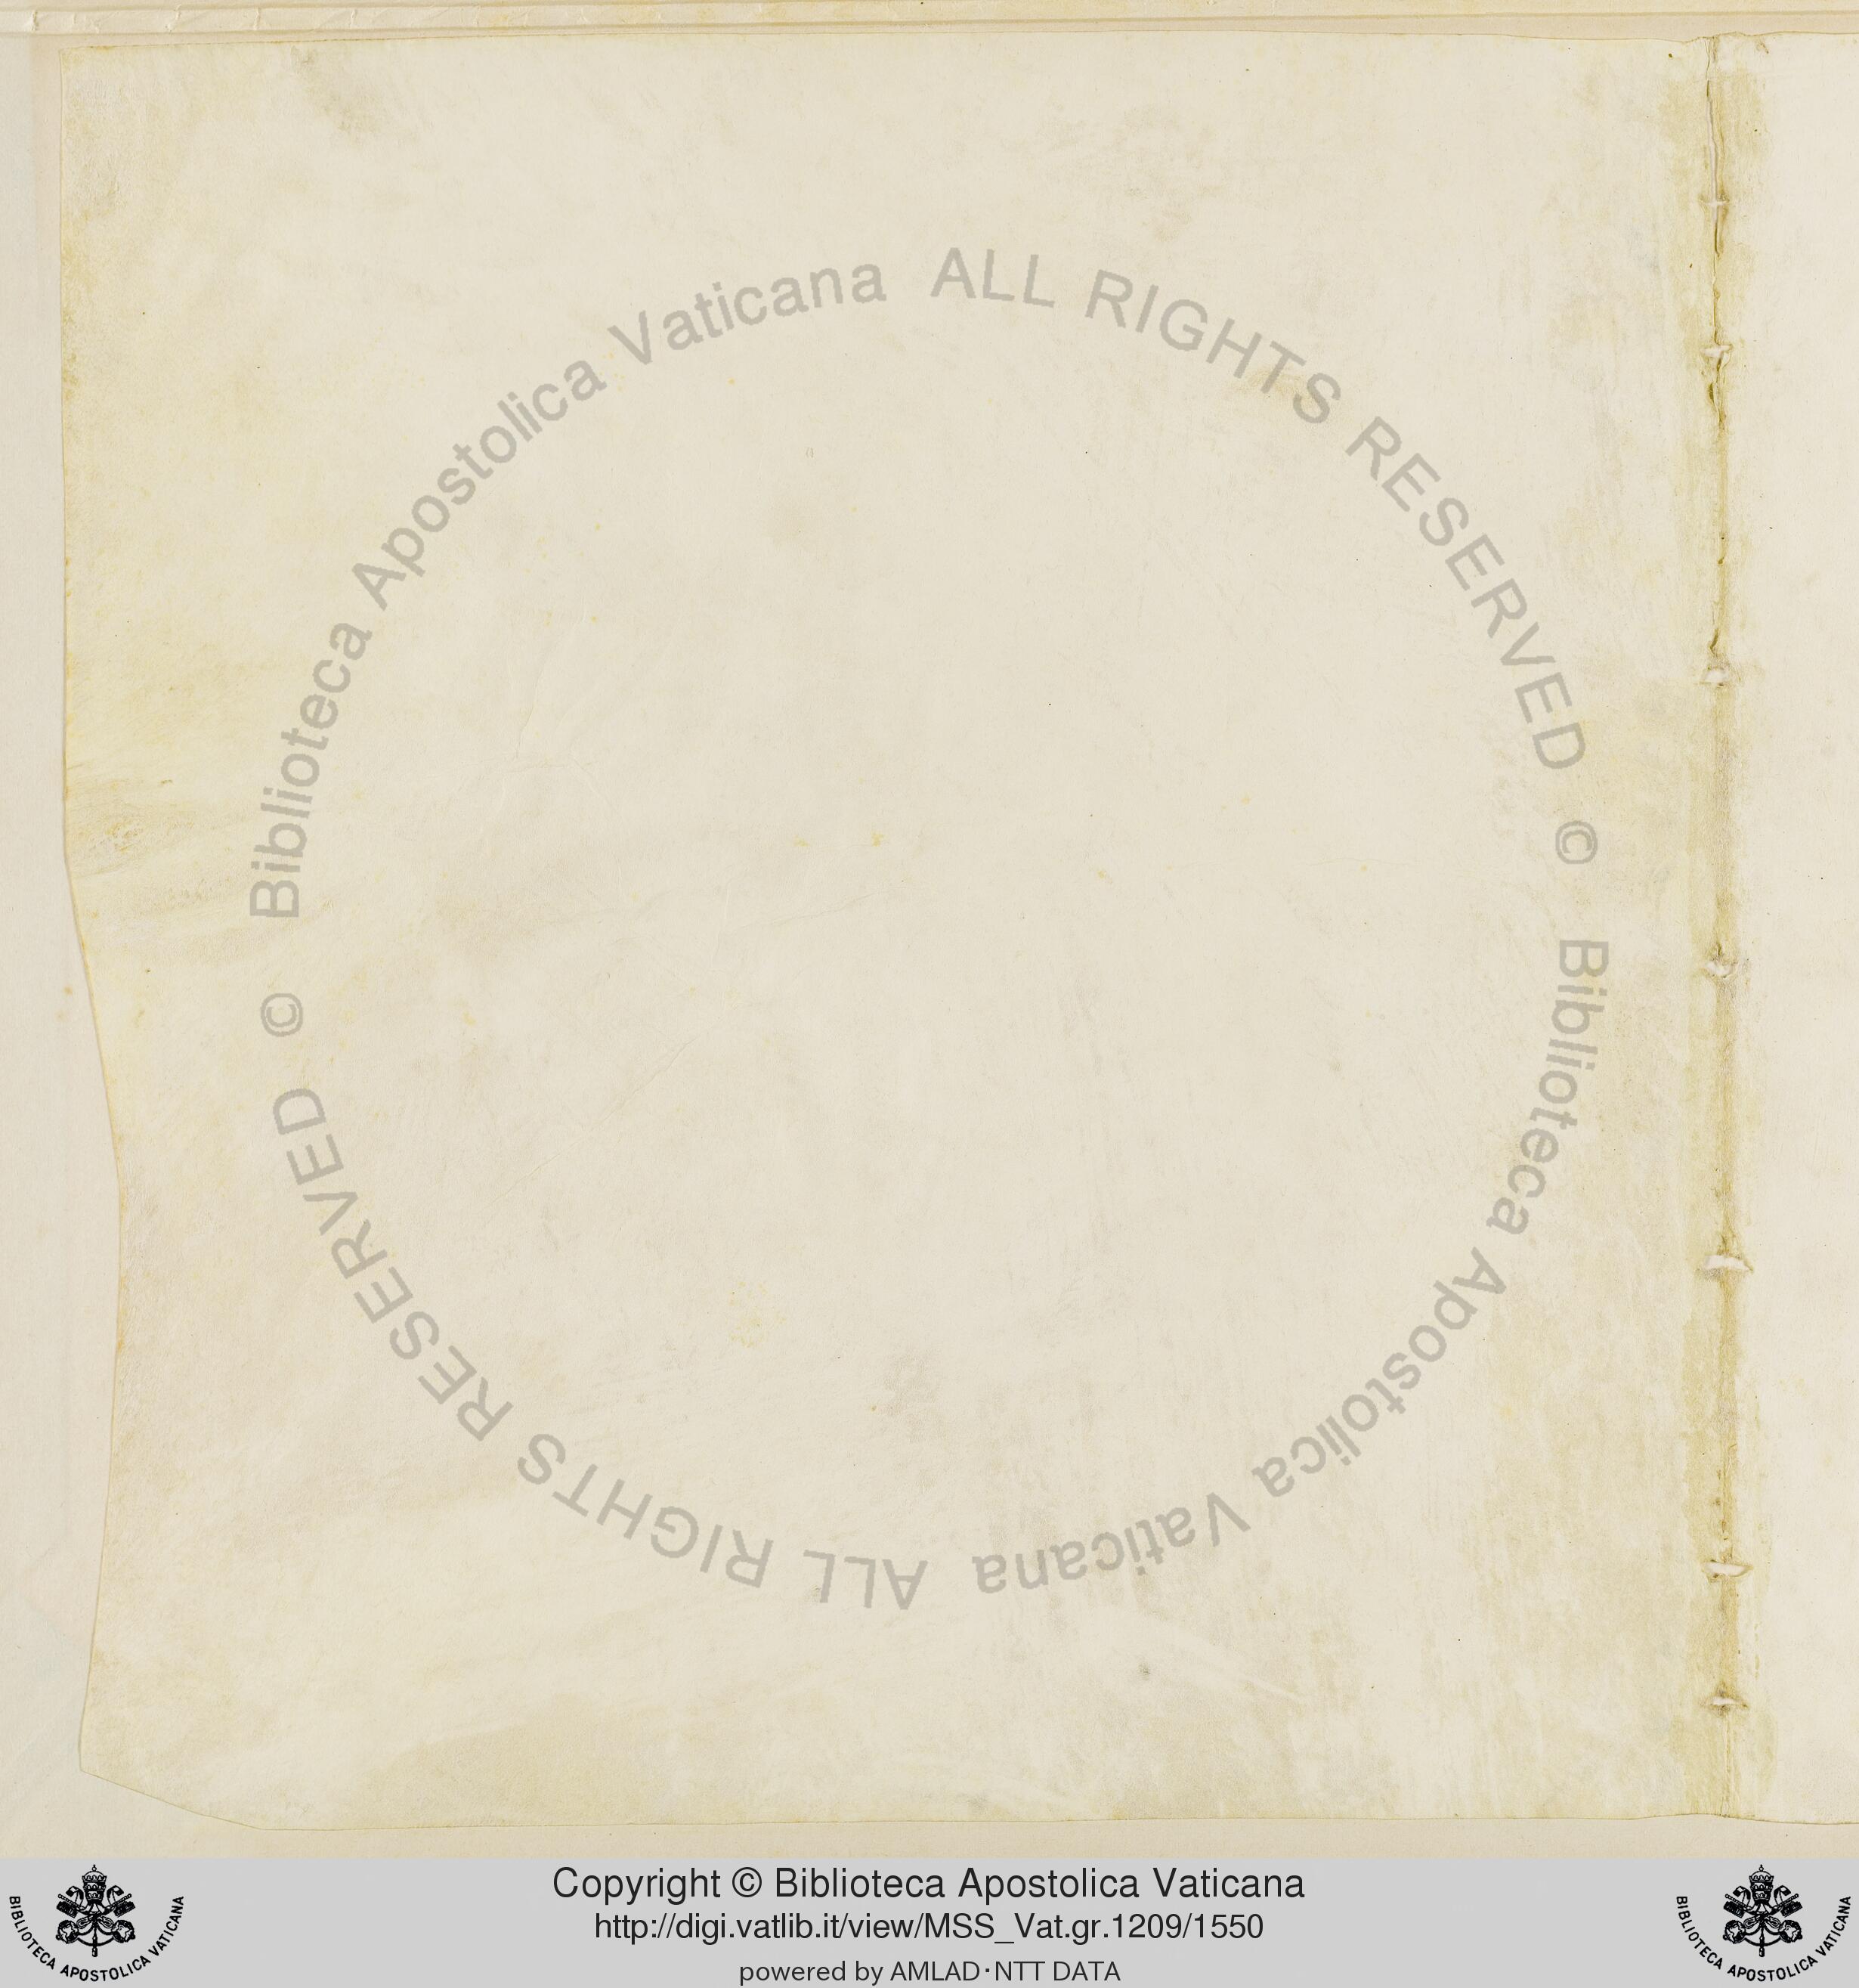 © Biblioteca Apostolica Vaticana ALL RIGHTS RESERVED
© Biblioteca Apostolica Vaticana ALL RIGHTS RESERVED
Copyright © Biblioteca Apostolica Vaticana
http://digi.vatlib.it/view/MSS_Vat.gr.1209/1550
powered by AMLAD·NTT DATA
BIBLIOTECA APOSTOLICA VATICANA
BIBLIOTECA APOSTOLICA VATICANA